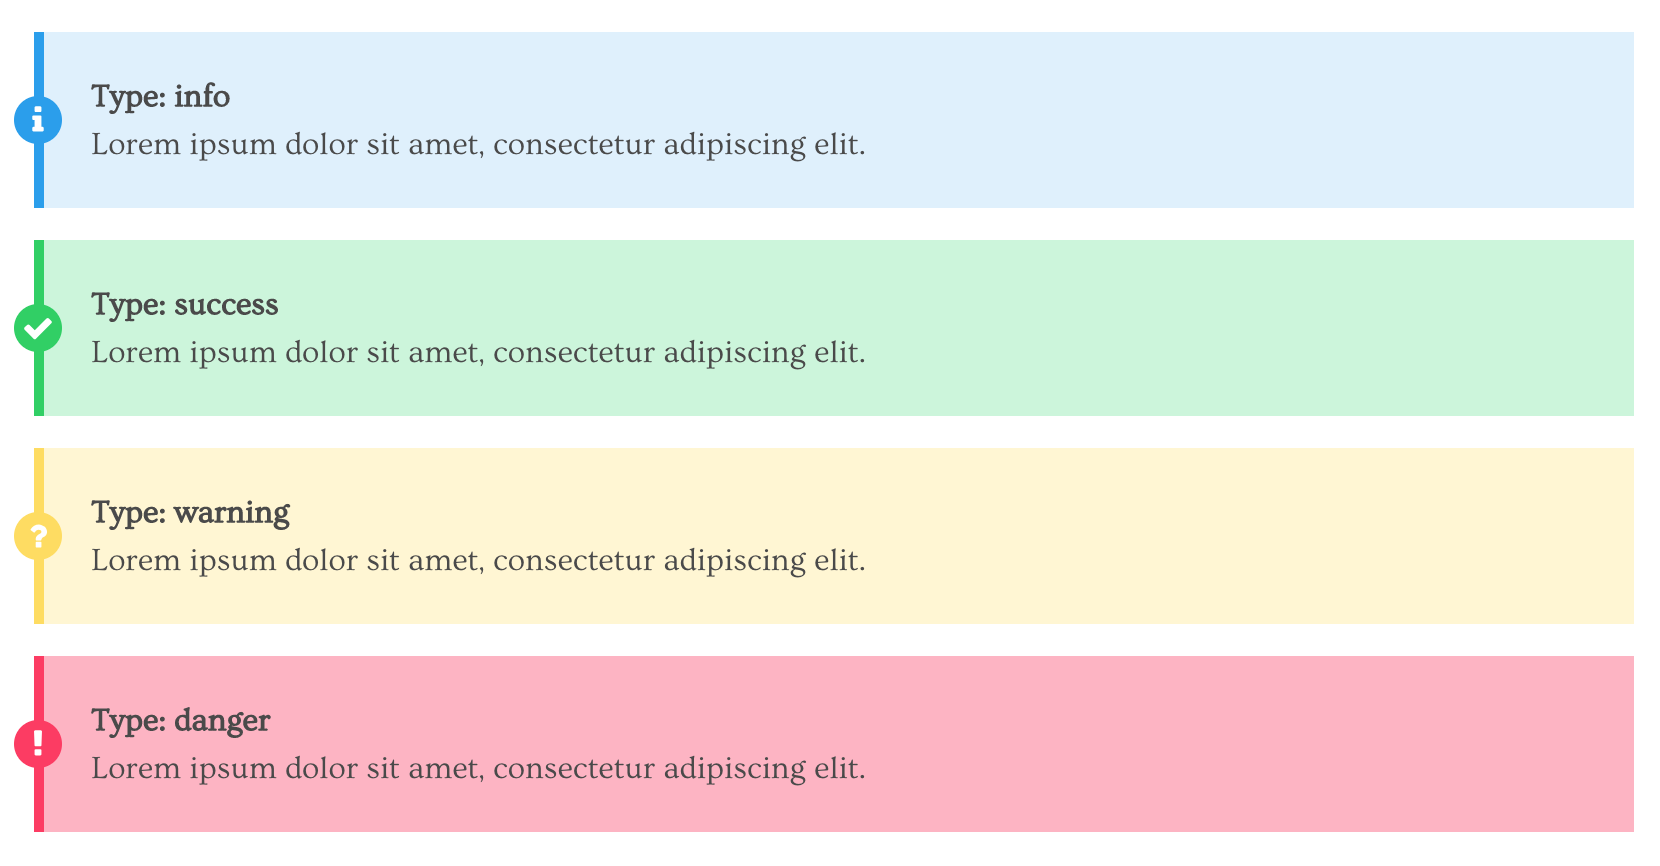 Type: info
Lorem ipsum dolor sit amet, consectetur adipiscing elit.
Type: success
Lorem ipsum dolor sit amet, consectetur adipiscing elit.
Type: warning
Lorem ipsum dolor sit amet, consectetur adipiscing elit.
Type: danger
Lorem ipsum dolor sit amet, consectetur adipiscing elit.